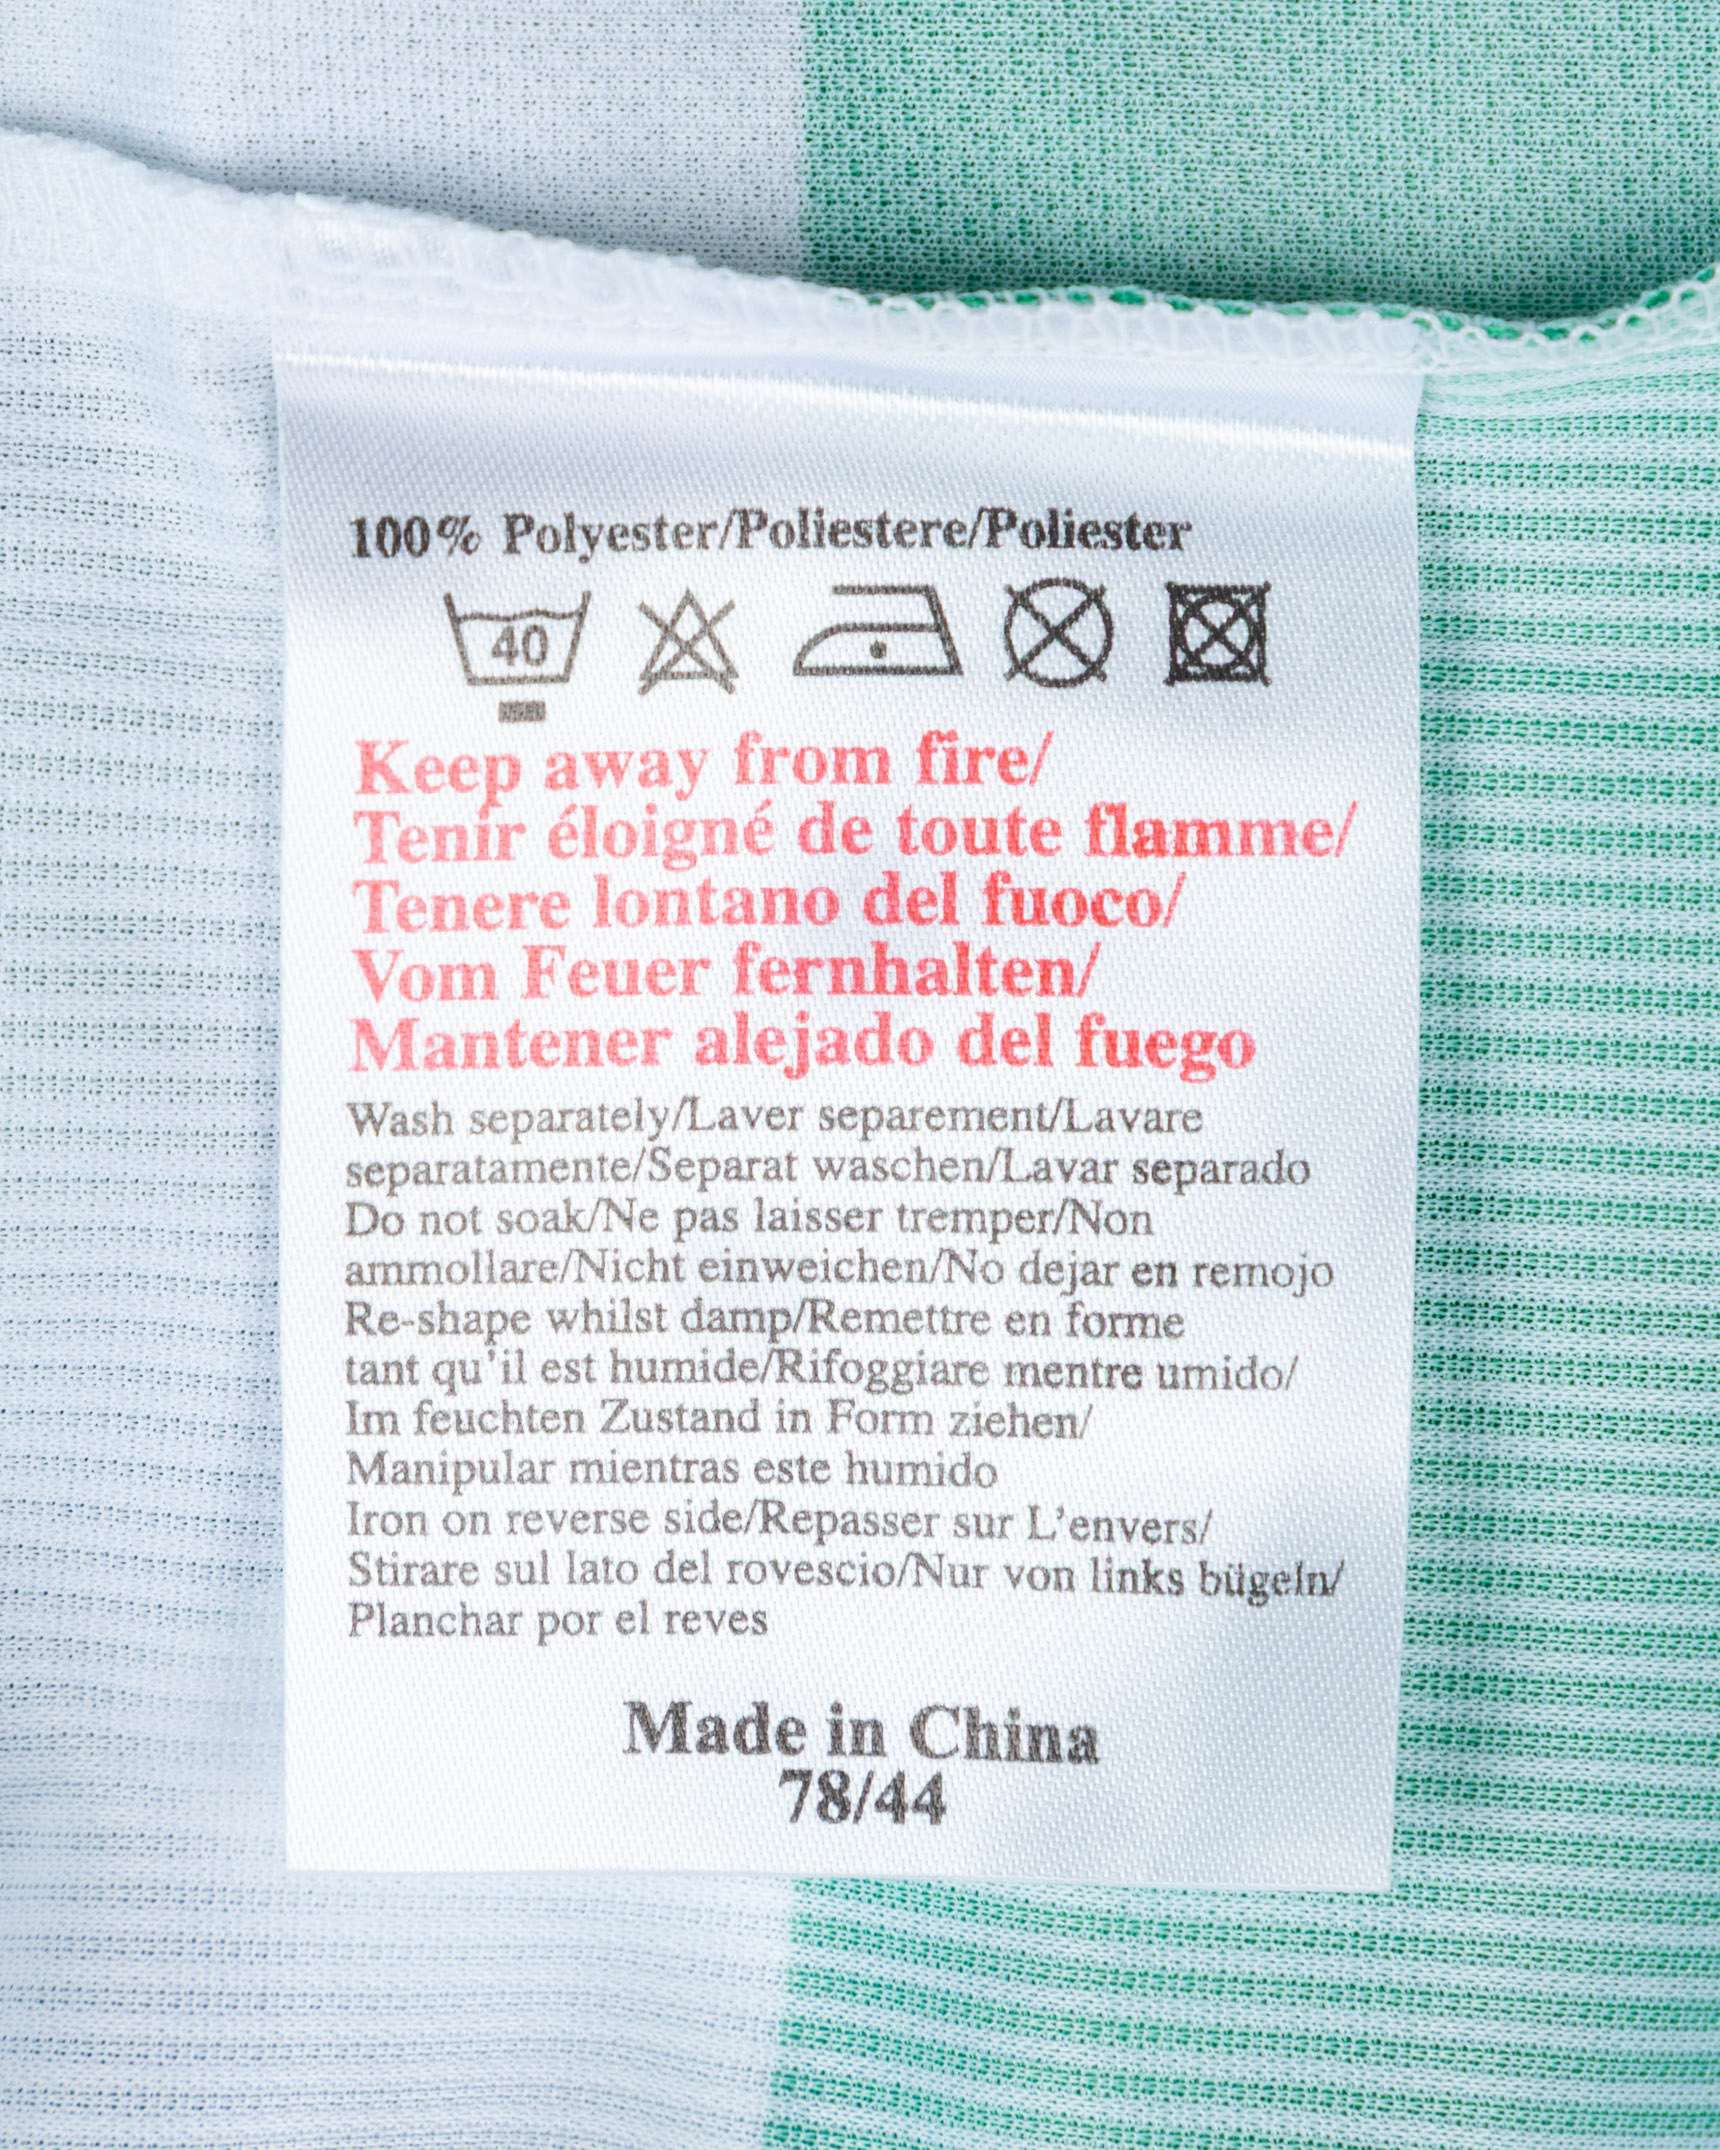 100% Polyester/Poliestere/Poliester
40
Keep away from fire/
Tenir éloigné de toute flamme/
Tenere lontano del fuoco/
Vom Feuer fernhalten/
Mantener alejado del fuego
Wash separately/Laver separement/Lavare
separatamente/Separat waschen/Lavar separado
Do not soak/Ne pas laisser tremper/Non
ammollare/Nicht einweichen/No dejar en remojo
Re-shape whilst damp/Remettre en forme
tant qu'il est humide/Rifoggiare mentre umido/
Im feuchten Zustand in Form ziehen/
Manipular mientras este humido
Iron on reverse side/Repasser sur L'envers/
Stirare sul lato del rovescio/Nur von links bügeln/
Planchar por el reves
Made in China
78/44